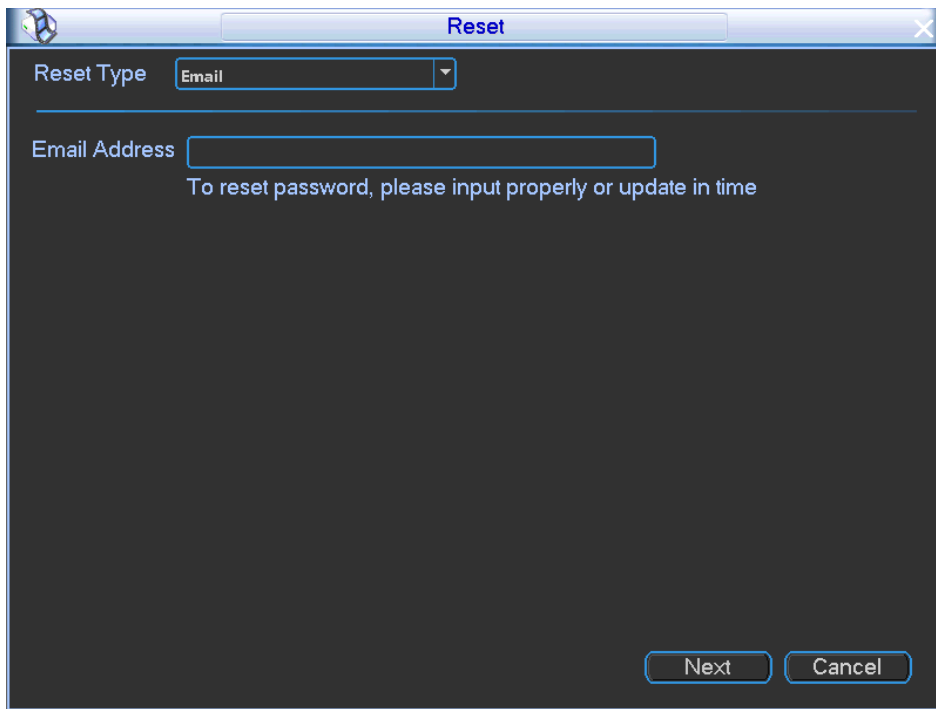 Reset
Reset Type Email
Email Address
To reset password, please input properly or update in time
Next Cancel